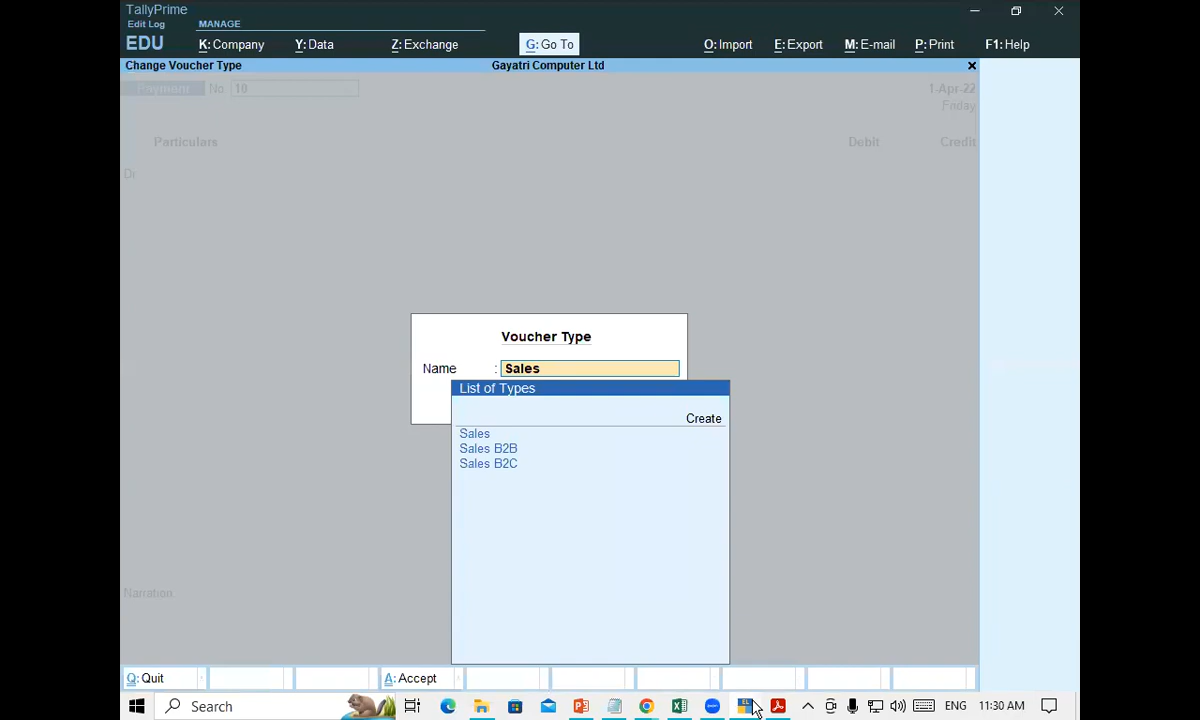 TallyPrime
Edit Log
MANAGE
EDU
K: Company
Y: Data
Z: Exchange
G: Go To
O: Import
E: Export
M: E-mail
P: Print
F1: Help
Change Voucher Type
Gayatri Computer Ltd
Payment
No.
10
1-Apr-22
Friday
Particulars
Debit
Credit
Dr
Voucher Type
Name : Sales
List of Types
Create
Sales
Sales B2B
Sales B2C
Narration
Q: Quit
A: Accept
Search
ENG
11:30 AM